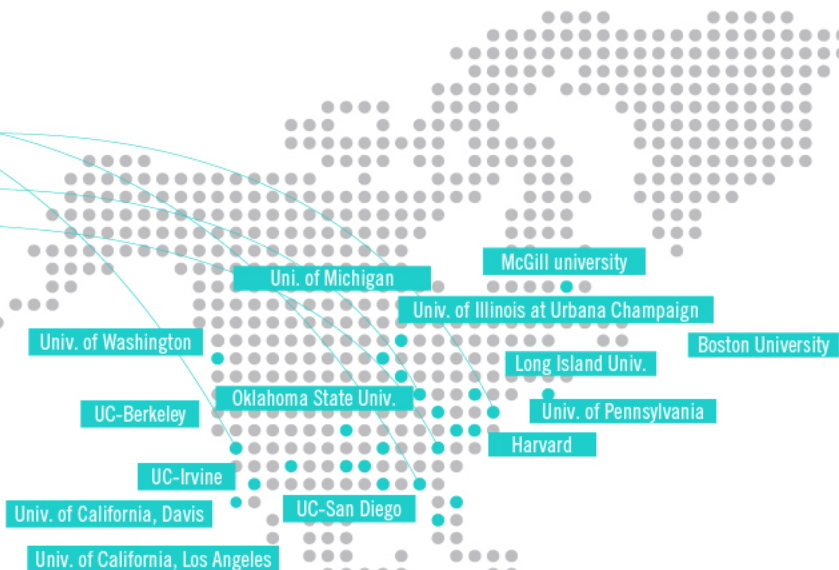 McGill university
Uni. of Michigan
Univ. of Illinois at Urbana Champaign
Univ. of Washington
Boston University
Long Island Univ.
Oklahoma State Univ.
UC-Berkeley
Univ. of Pennsylvania
Harvard
UC-Irvine
UC-San Diego
Univ. of California, Davis
Univ. of California, Los Angeles